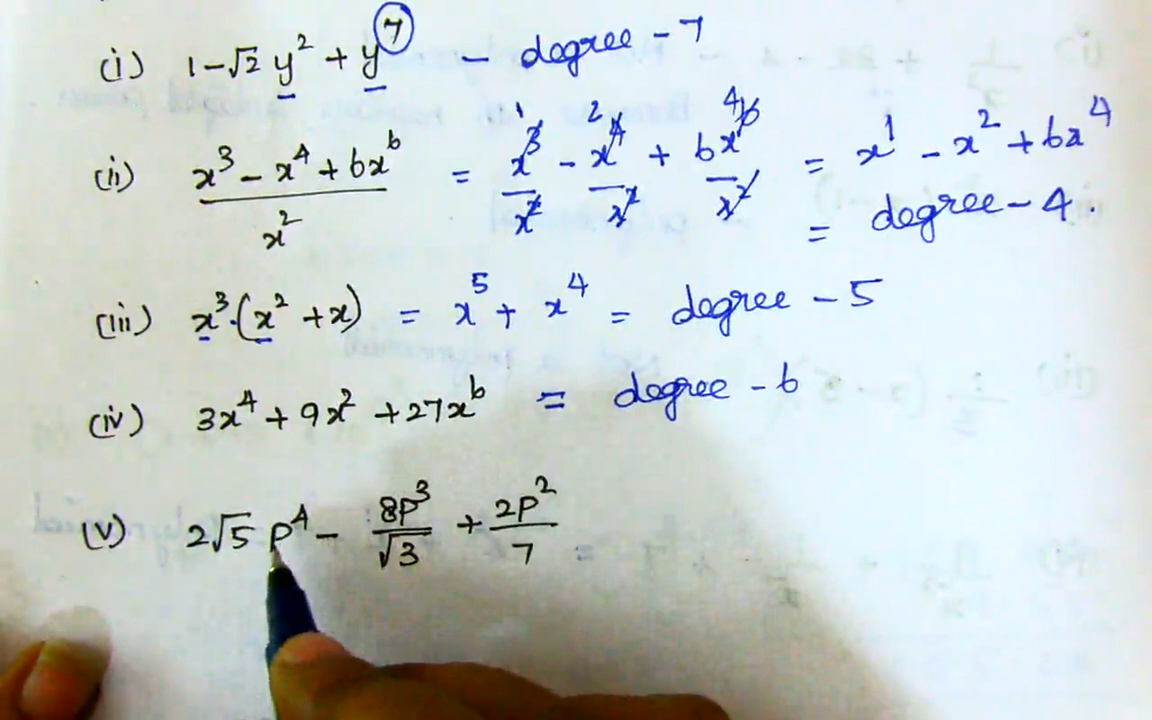 (i) 1 - √2 y² + y⁷ - degree - 7
(ii) x³ - x⁴ + 6x⁶ / x² = x³/x² - x⁴/x² + 6x⁶/x² = x¹ - x² + 6x⁴
= degree - 4.
(iii) x³·(x² + x) = x⁵ + x⁴ = degree - 5
(iv) 3x⁴ + 9x² + 27x⁶ = degree - 6
(v) 2√5 p⁴ - 8p³/√3 + 2p²/7